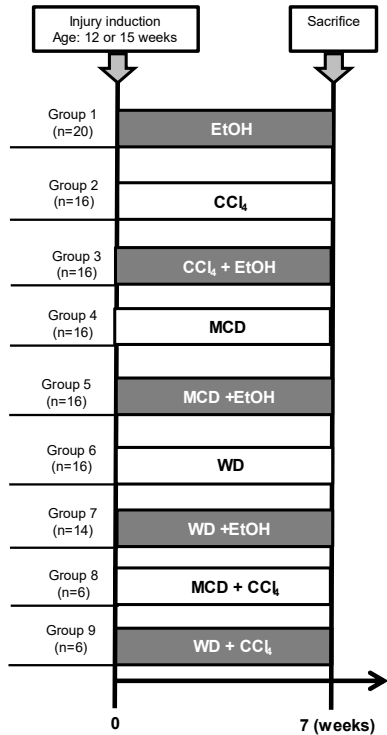 Injury induction
Age: 12 or 15 weeks
Sacrifice
Group 1
(n=20)
EtOH
Group 2
(n=16)
CCl₄
Group 3
(n=16)
CCl₄ + EtOH
Group 4
(n=16)
MCD
Group 5
(n=16)
MCD +EtOH
Group 6
(n=16)
WD
Group 7
(n=14)
WD +EtOH
Group 8
(n=6)
MCD + CCl₄
Group 9
(n=6)
WD + CCl₄
0
7 (weeks)